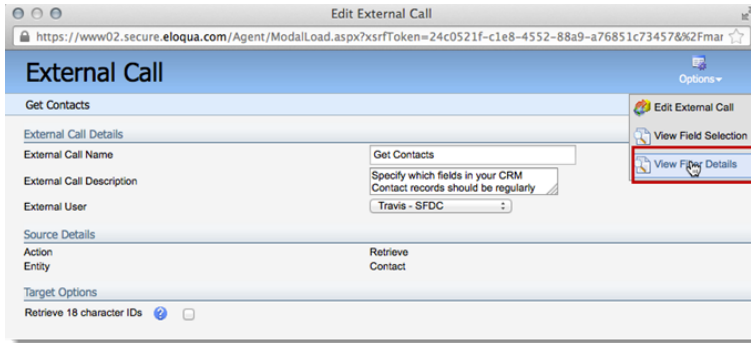 Edit External Call
https://www02.secure.eloqua.com/Agent/ModalLoad.aspx?xsrfToken=24c0521f-c1e8-4552-88a9-a76851c73457&%2Fmar
External Call
Options
Get Contacts
Edit External Call
View Field Selection
View Filter Details
External Call Details
External Call Name Get Contacts
External Call Description Specify which fields in your CRM
Contact records should be regularly
External User Travis - SFDC
Source Details
Action Retrieve
Entity Contact
Target Options
Retrieve 18 character IDs ?